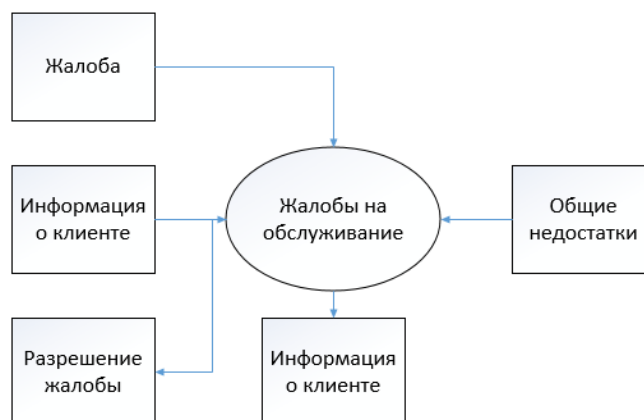 Жалоба
Информация
о клиенте
Жалобы на
обслуживание
Общие
недостатки
Разрешение
жалобы
Информация
о клиенте